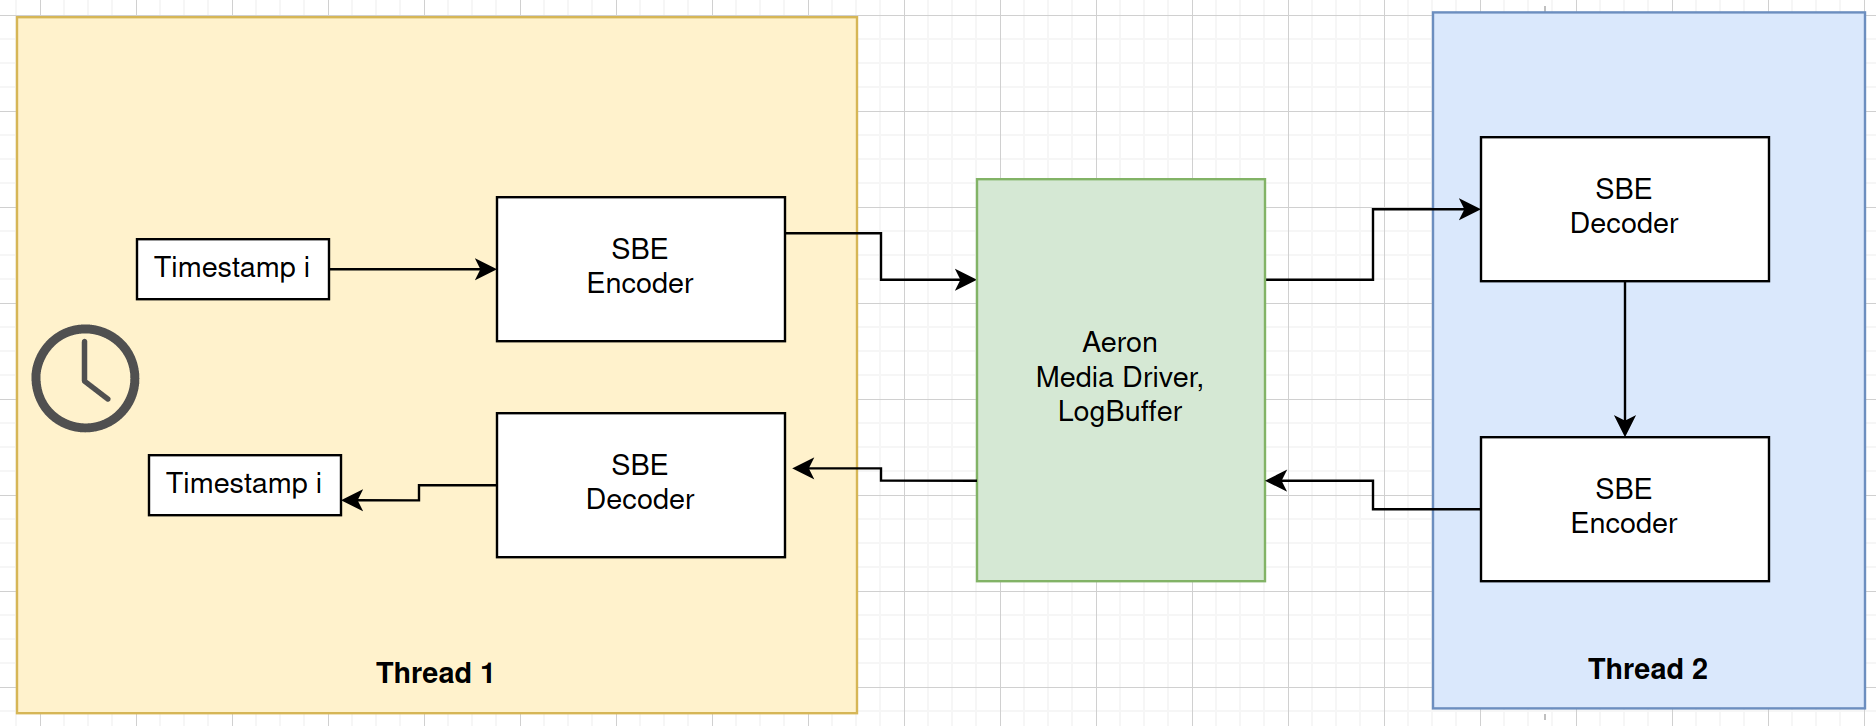 Timestamp i
SBE
Encoder
Timestamp i
SBE
Decoder
Thread 1
Aeron
Media Driver,
LogBuffer
SBE
Decoder
SBE
Encoder
Thread 2